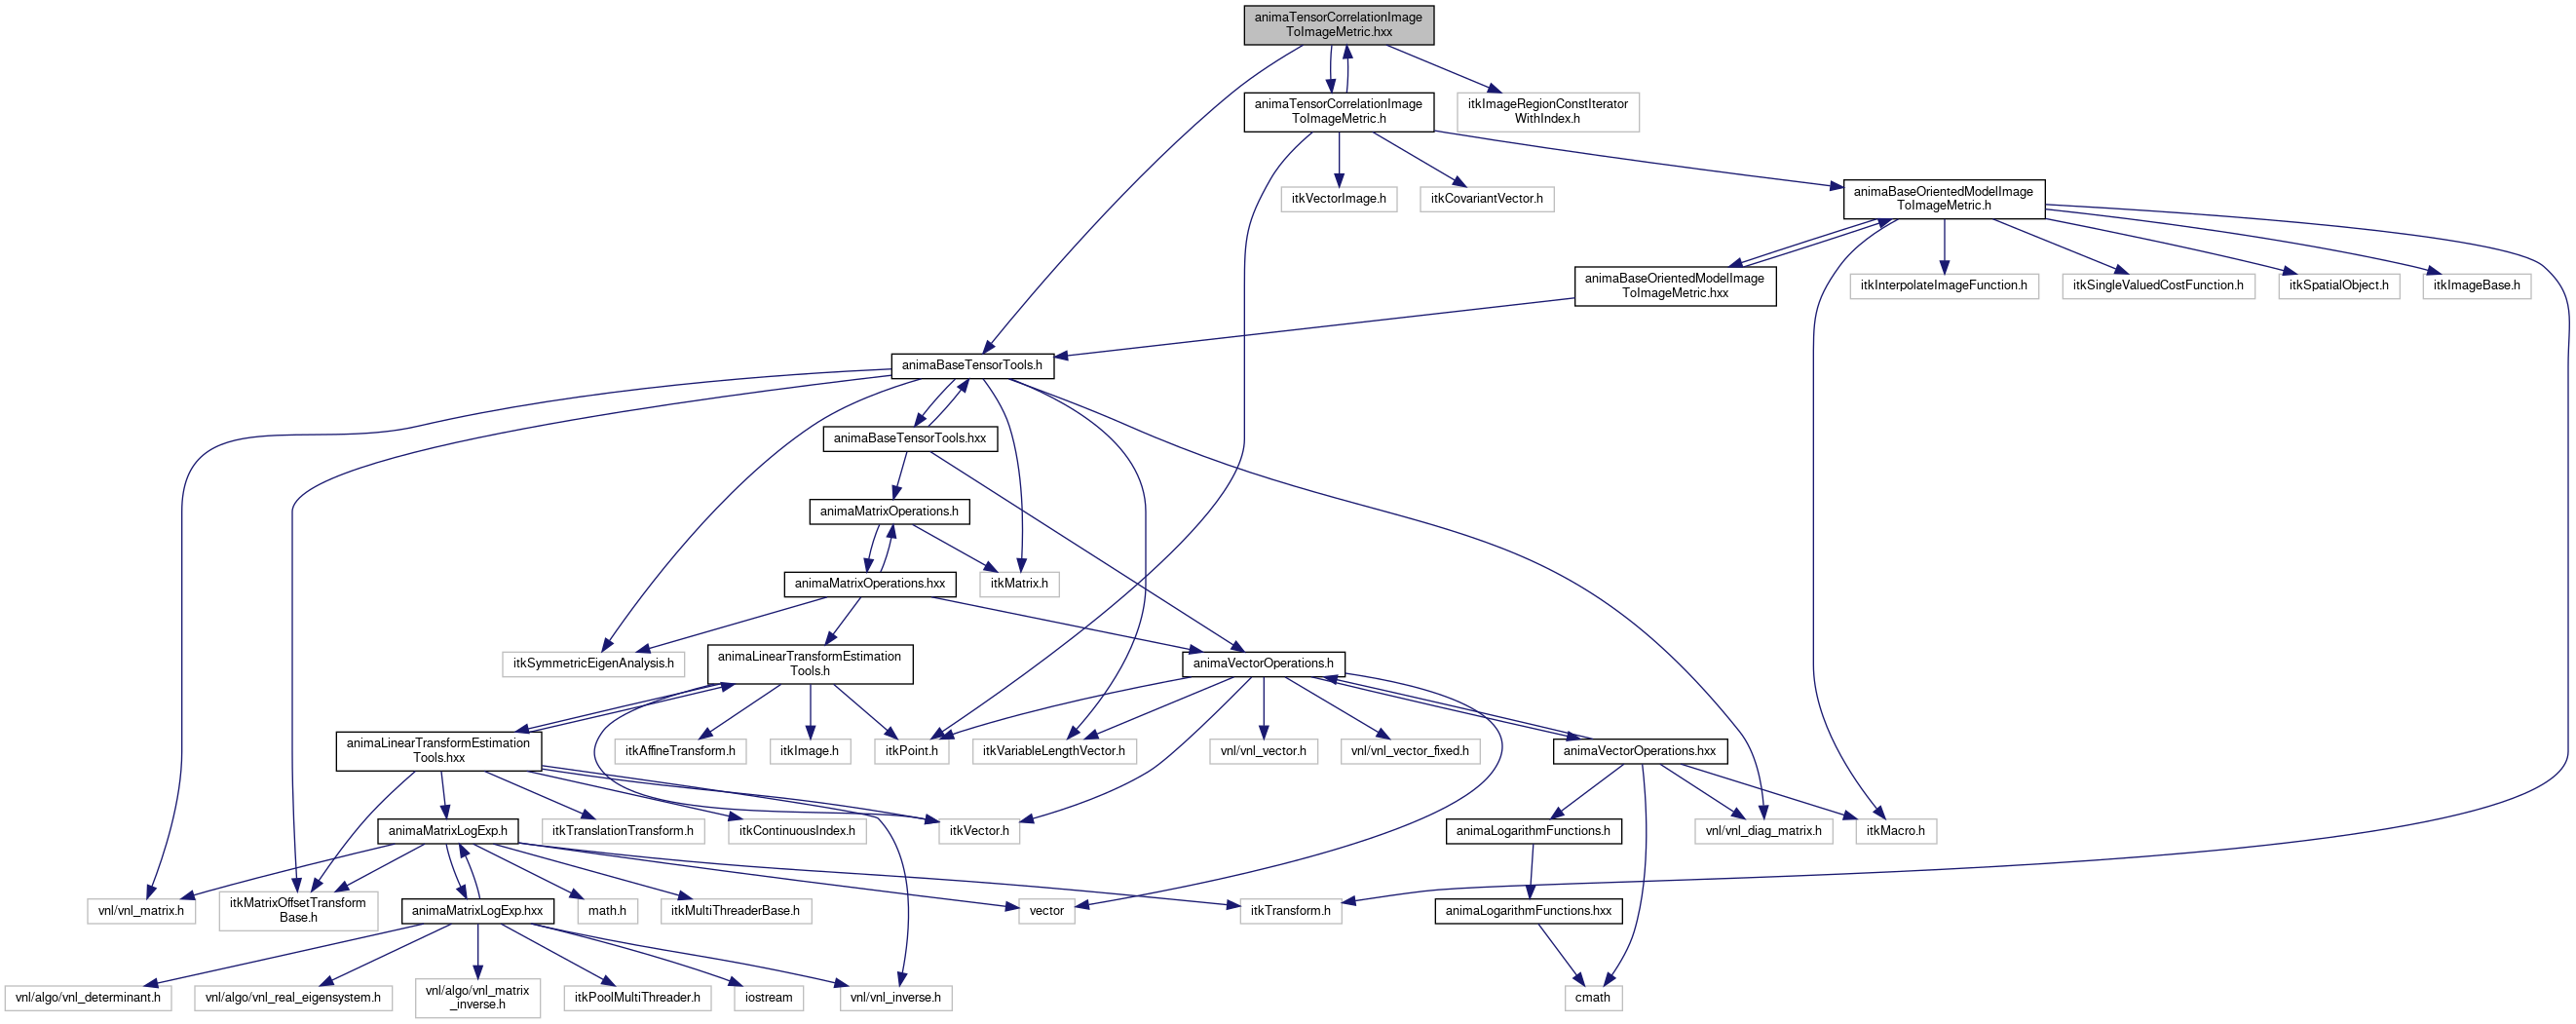 animaTensorCorrelationImage
ToImageMetric.hxx
animaTensorCorrelationImage
ToImageMetric.h
itkImageRegionConstIterator
WithIndex.h
itkVectorImage.h
itkCovariantVector.h
animaBaseOrientedModelImage
ToImageMetric.h
animaBaseOrientedModelImage
ToImageMetric.hxx
itkInterpolateImageFunction.h
itkSingleValuedCostFunction.h
itkSpatialObject.h
itkImageBase.h
animaBaseTensorTools.h
animaBaseTensorTools.hxx
animaMatrixOperations.h
animaMatrixOperations.hxx
itkMatrix.h
itkSymmetricEigenAnalysis.h
animaLinearTransformEstimation
Tools.h
animaVectorOperations.h
animaLinearTransformEstimation
Tools.hxx
itkAffineTransform.h
itkImage.h
itkPoint.h
itkVariableLengthVector.h
vnl/vnl_vector.h
vnl/vnl_vector_fixed.h
animaVectorOperations.hxx
animaMatrixLogExp.h
itkTranslationTransform.h
itkContinuousIndex.h
itkVector.h
animaLogarithmFunctions.h
vnl/vnl_diag_matrix.h
itkMacro.h
vnl/vnl_matrix.h
itkMatrixOffsetTransform
Base.h
animaMatrixLogExp.hxx
math.h
itkMultiThreaderBase.h
vector
itkTransform.h
animaLogarithmFunctions.hxx
vnl/algo/vnl_determinant.h
vnl/algo/vnl_real_eigensystem.h
vnl/algo/vnl_matrix
_inverse.h
itkPoolMultiThreader.h
iostream
vnl/vnl_inverse.h
cmath